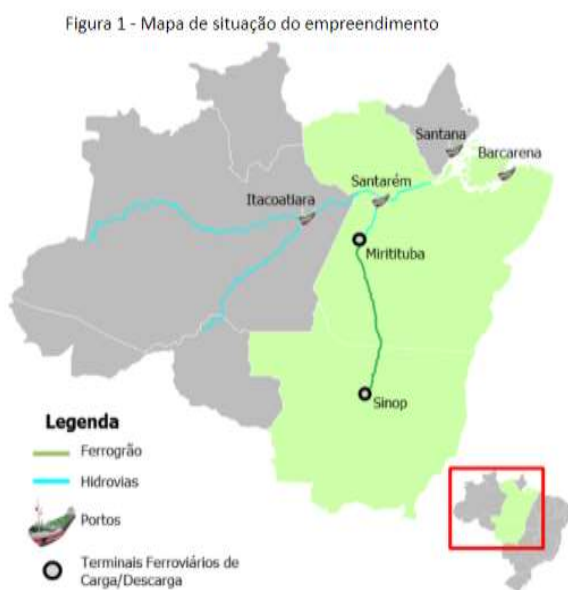 Figura 1 - Mapa de situação do empreendimento
Santana
Barcarena
Santarém
Itacoatiara
Miritituba
Sinop
Legenda
Ferrogrão
Hidrovias
Portos
Terminais Ferroviários de
Carga/Descarga